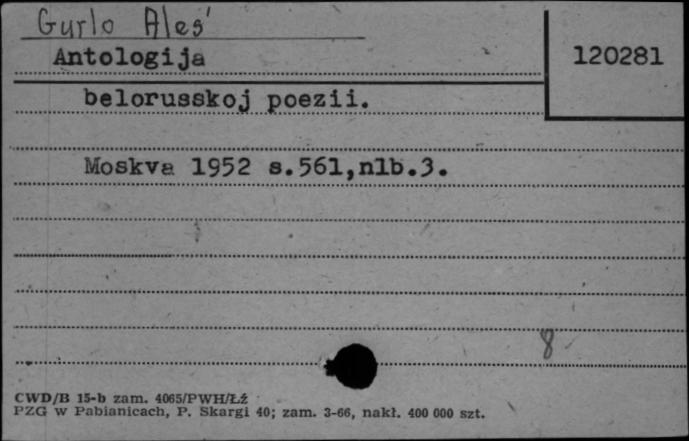 Gurlo Aleś
Antologija
120281
belorusskoj poezii.
Moskva 1952 s.561,nlb.3.
8
CWD/B 15-b zam. 4065/PWH/Łź
PZG w Pabianicach, P. Skargi 40; zam. 3-66, nakł. 400 000 szt.